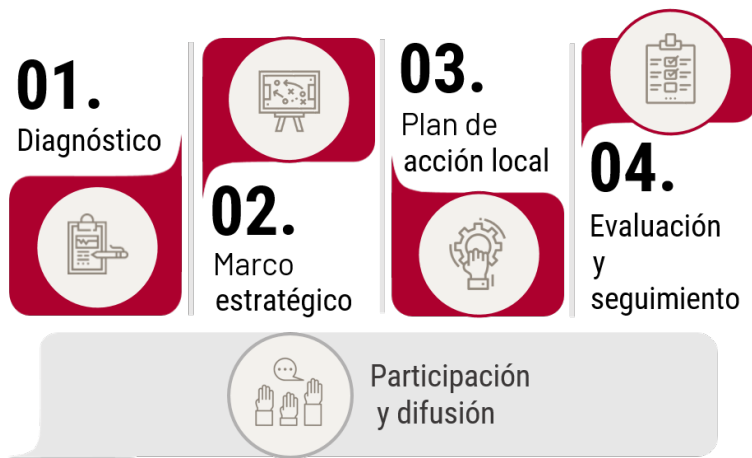 01.
Diagnóstico
02.
Marco
estratégico
03.
Plan de
acción local
04.
Evaluación
y
seguimiento
Participación
y difusión